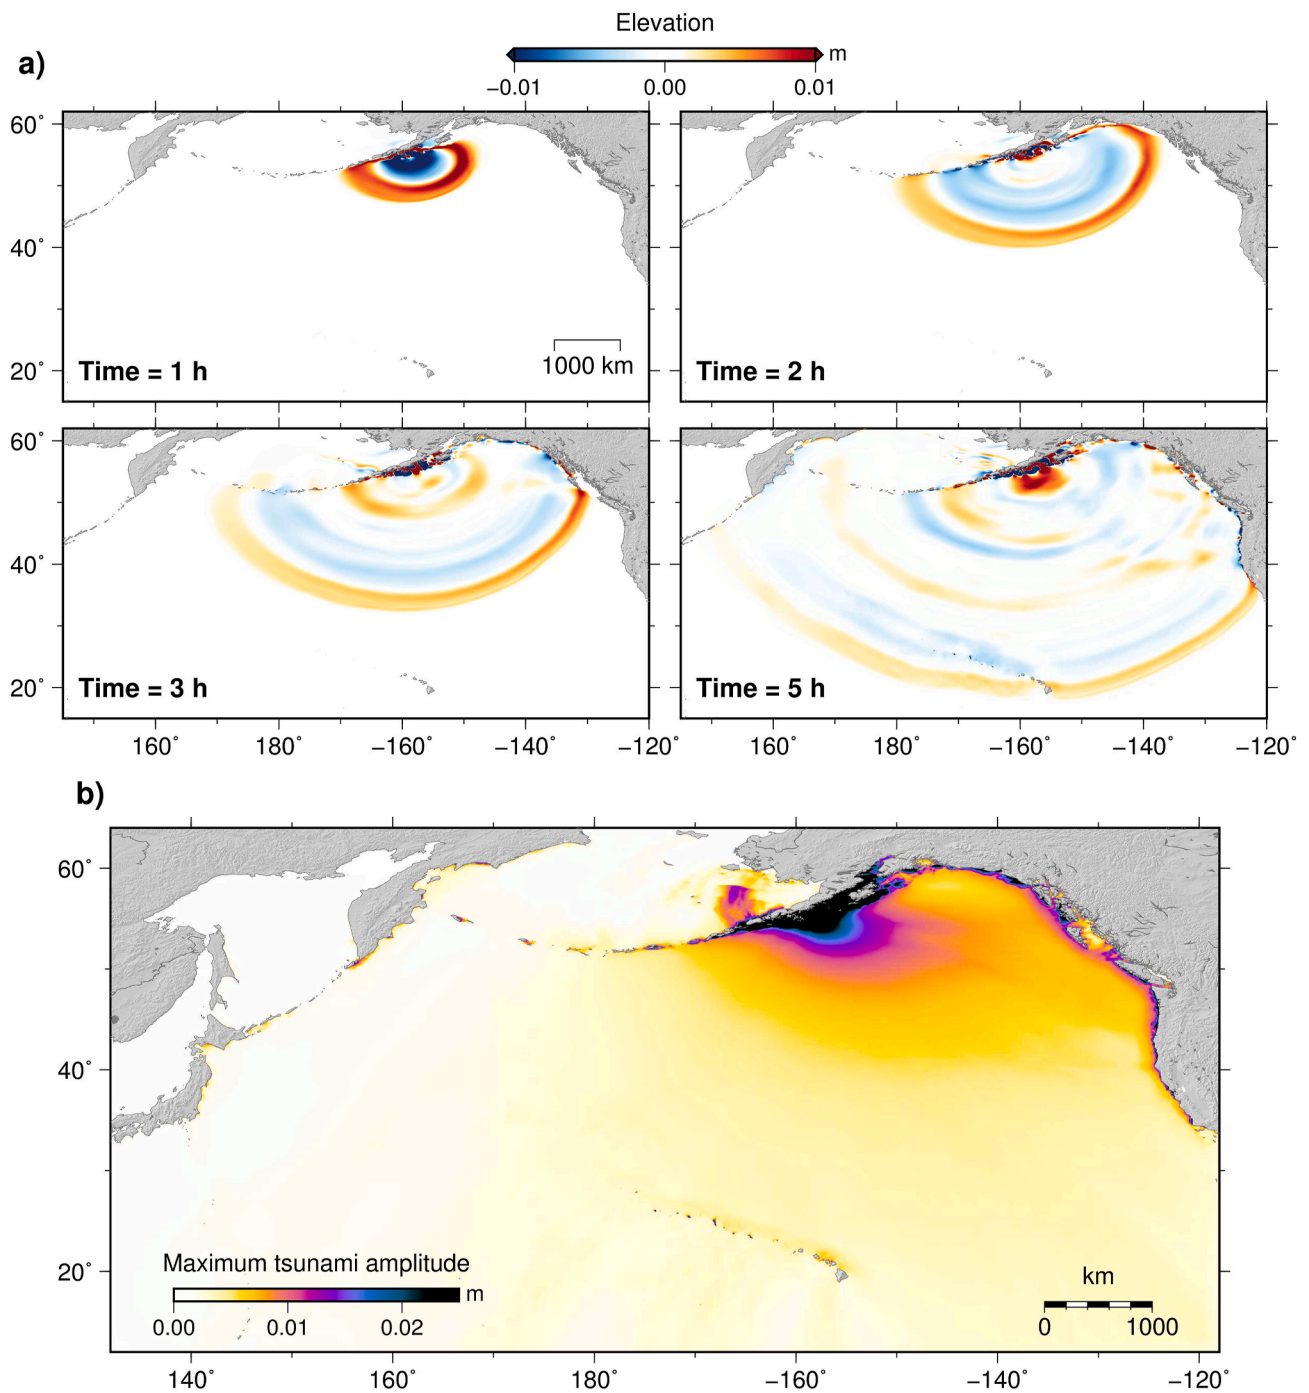 Elevation
a)
m
−0.01 0.00 0.01
60˚
40˚
20˚
Time = 1 h
1000 km
Time = 2 h
60˚
40˚
20˚
Time = 3 h
Time = 5 h
160˚ 180˚ −160˚ −140˚ −120˚ 160˚ 180˚ −160˚ −140˚ −120˚
b)
60˚
40˚
20˚
Maximum tsunami amplitude
m
0.00 0.01 0.02
km
0 1000
140˚ 160˚ 180˚ −160˚ −140˚ −120˚